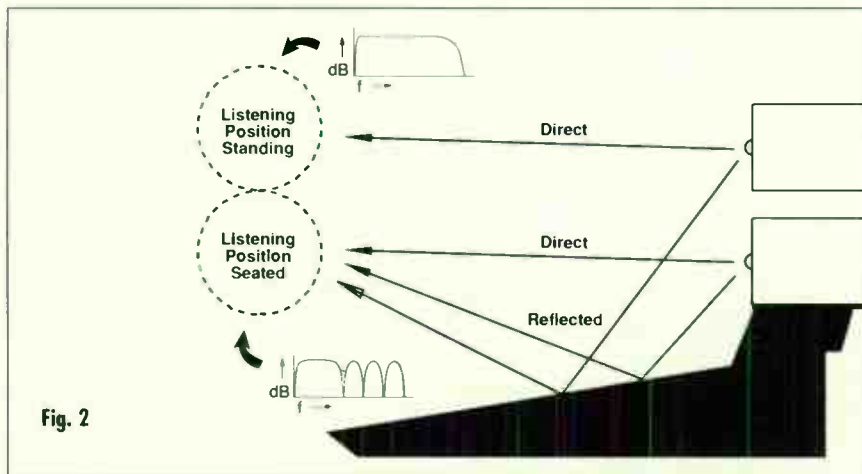 dB
f
Listening
Position
Standing
Direct
Listening
Position
Seated
Direct
Reflected
dB
f
Fig. 2